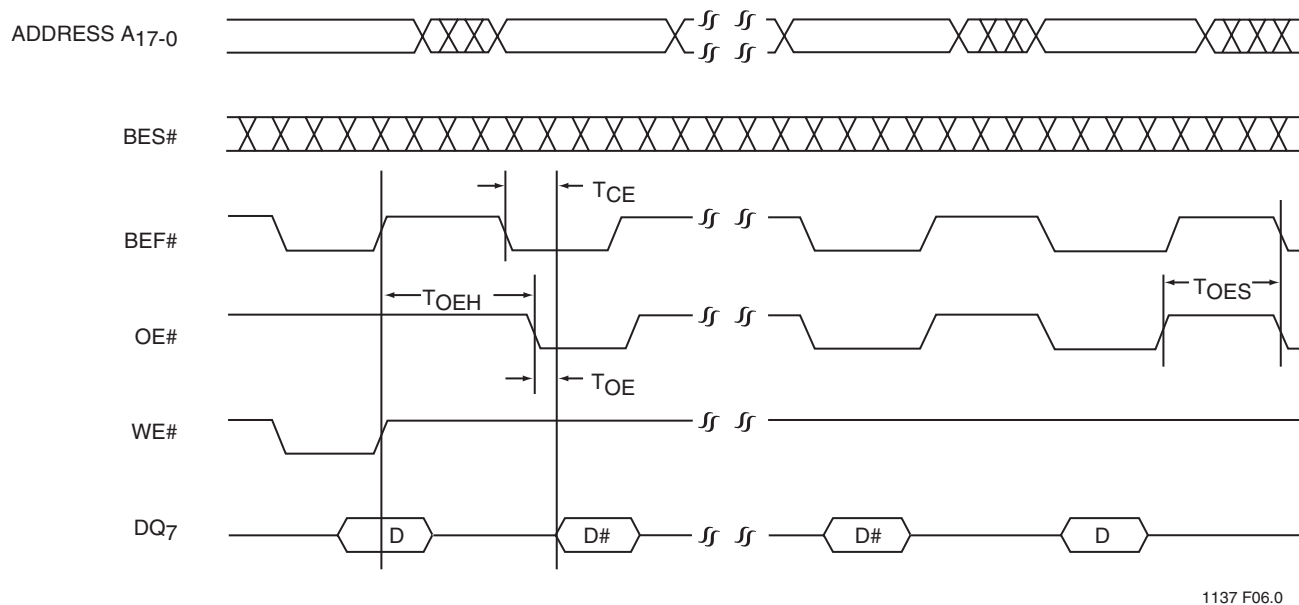 ADDRESS A17-0
BES#
TCE
BEF#
TOEH
TOES
OE#
TOE
WE#
DQ7
D
D#
D#
D
1137 F06.0